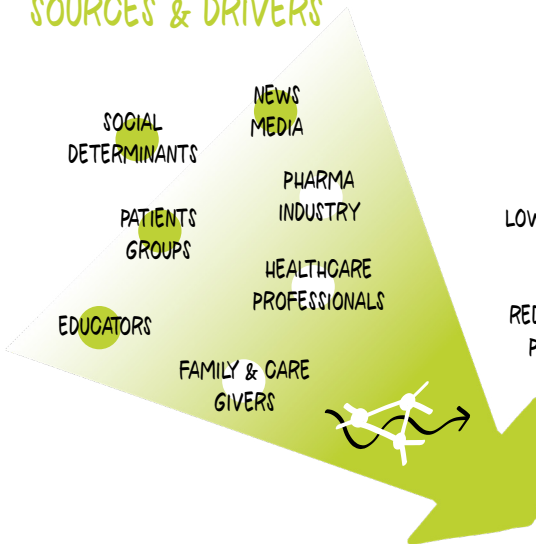 SOURCES & DRIVERS
NEWS
MEDIA
SOCIAL
DETERMINANTS
PHARMA
INDUSTRY
PATIENTS
GROUPS
HEALTHCARE
PROFESSIONALS
EDUCATORS
FAMILY & CARE
GIVERS